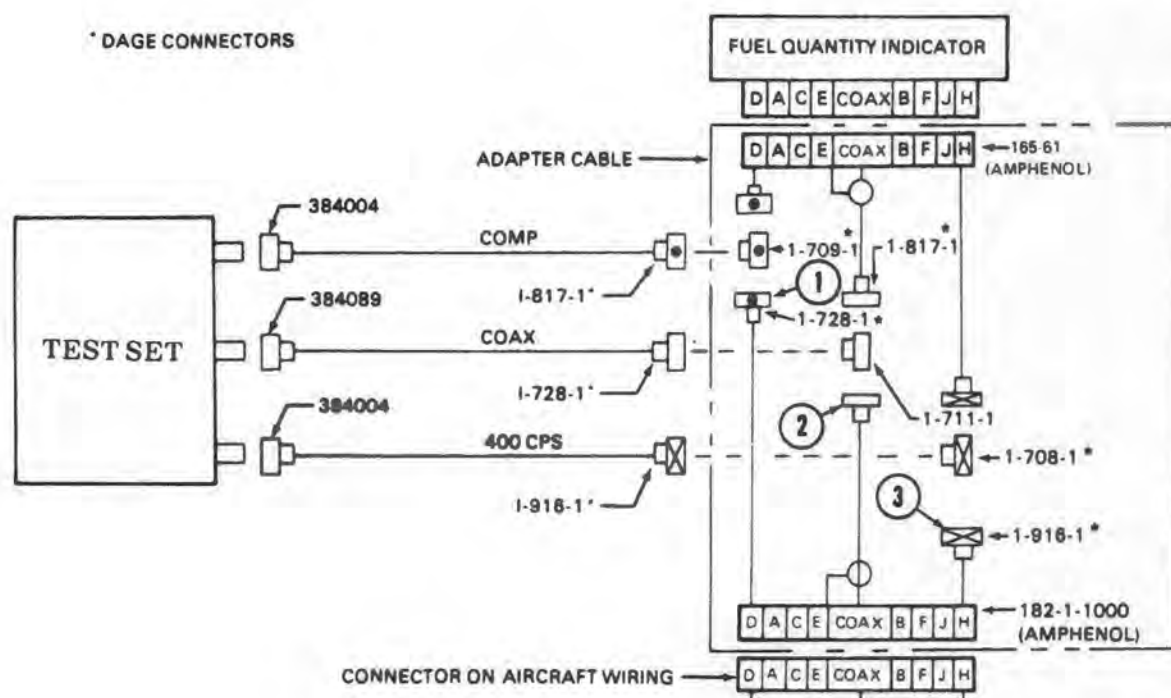 * DAGE CONNECTORS
FUEL QUANTITY INDICATOR
D A C E COAX B F J H
D A C E COAX B F J H
165-61
(AMPHENOL)
ADAPTER CABLE
384004
COMP
1-709-1*
1-817-1*
I-817-1*
1
1-728-1*
384089
TEST SET
COAX
I-728-1*
1-711-1
2
384004
400 CPS
1-708-1*
I-916-1*
3
1-916-1*
D A C E COAX B F J H
182-1-1000
(AMPHENOL)
CONNECTOR ON AIRCRAFT WIRING
D A C E COAX B F J H